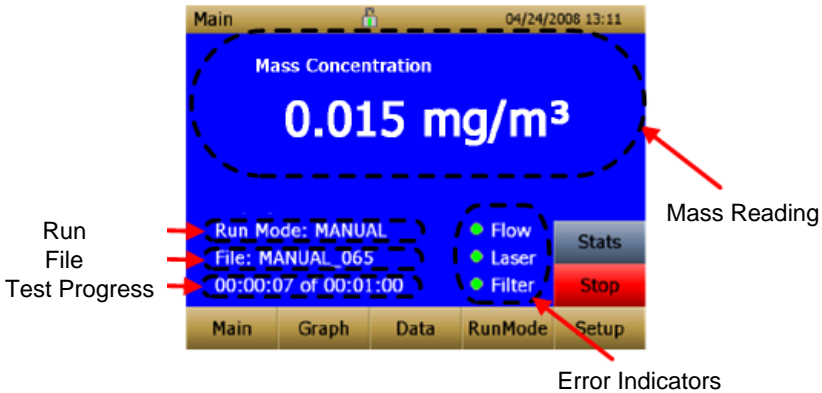 Main 04/24/2008 13:11
Mass Concentration
0.015 mg/m³
Mass Reading
Run
Run Mode: MANUAL
Flow
Stats
File
File: MANUAL_065
Laser
Test Progress
00:00:07 of 00:01:00
Filter
Stop
Main Graph Data RunMode Setup
Error Indicators